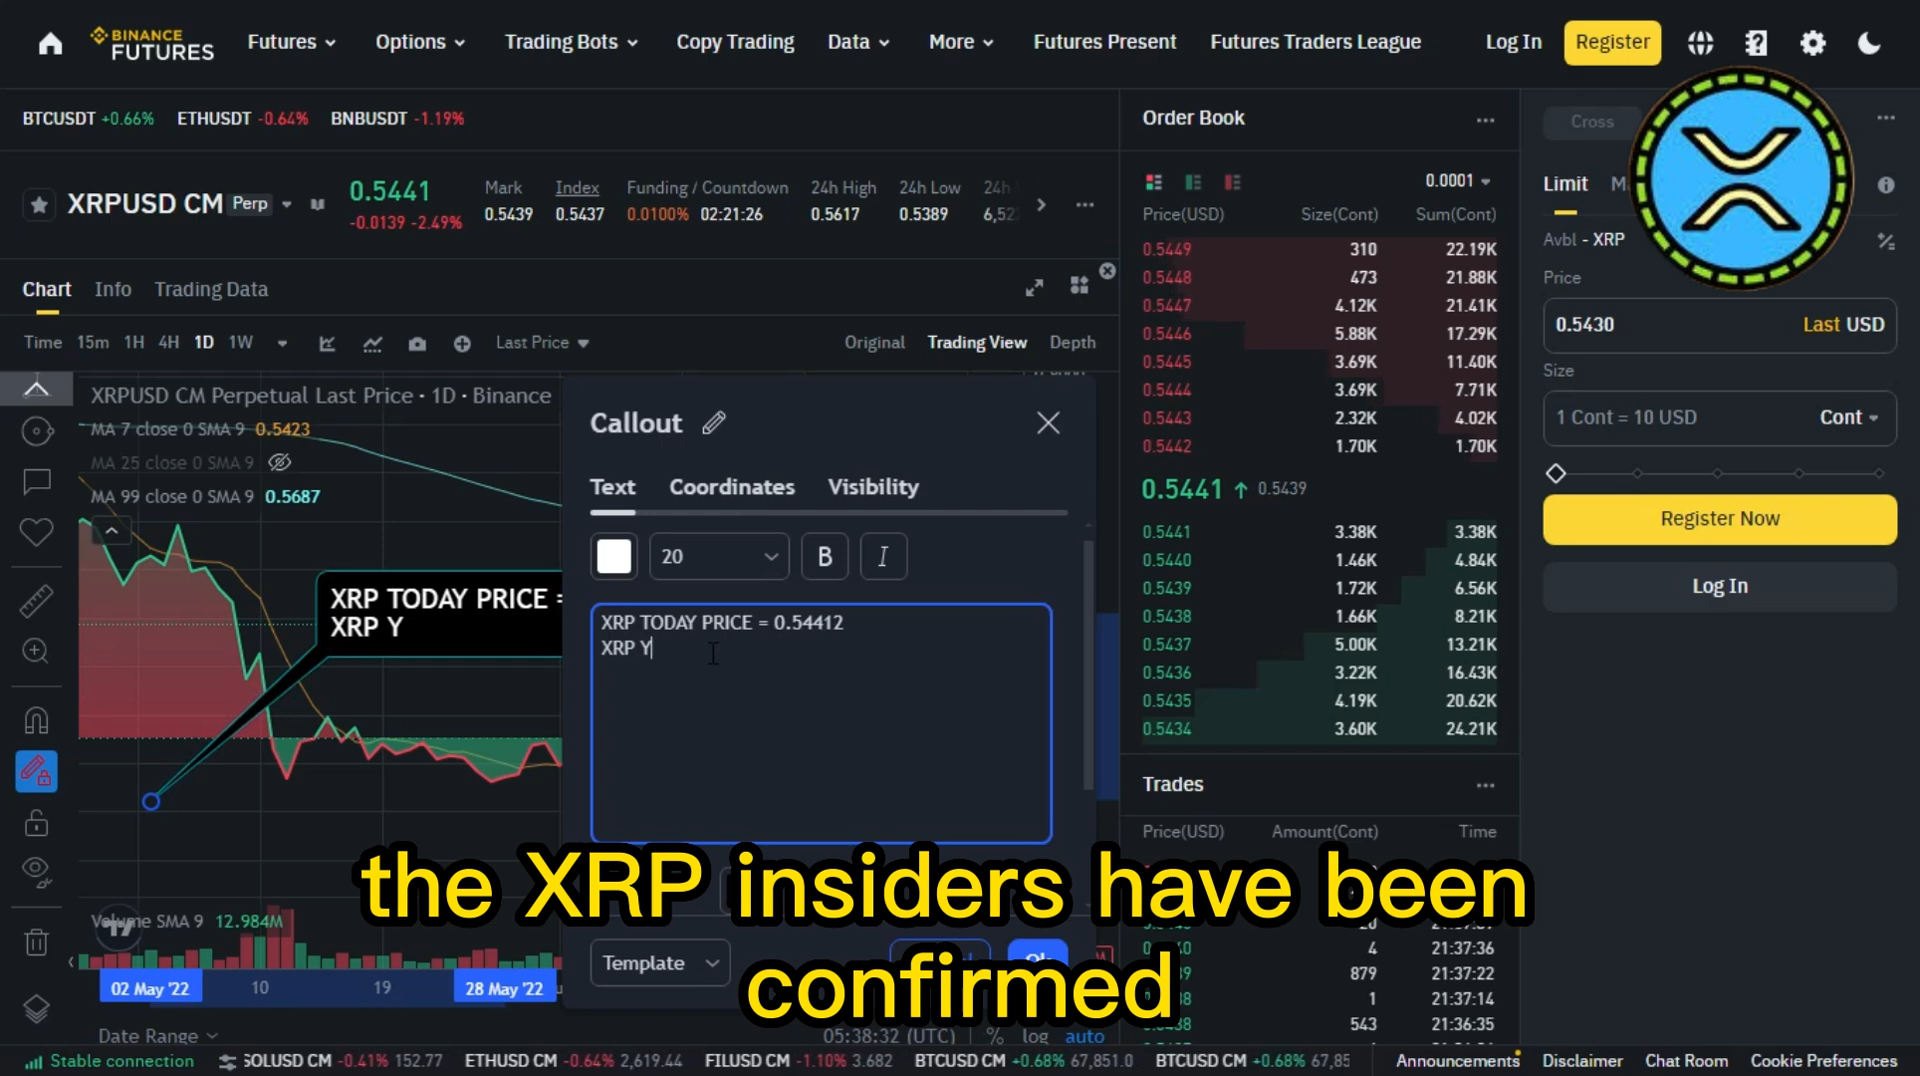 BINANCE
FUTURES
Futures
Options
Trading Bots
Copy Trading
Data
More
Futures Present
Futures Traders League
Log In
Register
BTCUSDT +0.66%
ETHUSDT -0.64%
BNBUSDT -1.19%
XRPUSD CM Perp
0.5441
-0.0139 -2.49%
Mark
0.5439
Index
0.5437
Funding / Countdown
0.0100% 02:21:26
24h High
0.5617
24h Low
0.5389
24h
Chart
Info
Trading Data
Time 15m 1H 4H 1D 1W
Last Price
Original
Trading View
Depth
XRPUSD CM Perpetual Last Price · 1D · Binance
MA 7 close 0 SMA 9 0.5423
MA 25 close 0 SMA 9
MA 99 close 0 SMA 9 0.5687
XRP TODAY PRICE =
XRP Y
Callout
Text
Coordinates
Visibility
20
B
I
XRP TODAY PRICE = 0.54412
XRP Y
Template
Ok
Volume SMA 9 12.984M
02 May '22
10
19
28 May '22
Date Range
05:38:32 (UTC)
%
log
auto
Order Book
0.0001
Price(USD) Size(Cont) Sum(Cont)
0.5449 310 22.19K
0.5448 473 21.88K
0.5447 4.12K 21.41K
0.5446 5.88K 17.29K
0.5445 3.69K 11.40K
0.5444 3.69K 7.71K
0.5443 2.32K 4.02K
0.5442 1.70K 1.70K
0.5441 0.5439
0.5441 3.38K 3.38K
0.5440 1.46K 4.84K
0.5439 1.72K 6.56K
0.5438 1.66K 8.21K
0.5437 5.00K 13.21K
0.5436 3.22K 16.43K
0.5435 4.19K 20.62K
0.5434 3.60K 24.21K
Trades
Price(USD) Amount(Cont) Time
4 21:37:36
879 21:37:22
1 21:37:14
543 21:36:35
Cross
Limit
Avbl - XRP
Price
0.5430 Last USD
Size
1 Cont = 10 USD Cont
Register Now
Log In
the XRP insiders have been
confirmed
Stable connection
SOLUSD CM -0.41% 152.77
ETHUSD CM -0.64% 2,619.44
FILUSD CM -1.10% 3.682
BTCUSD CM +0.68% 67,851.0
BTCUSD CM +0.68% 67,85
Announcements
Disclaimer
Chat Room
Cookie Preferences